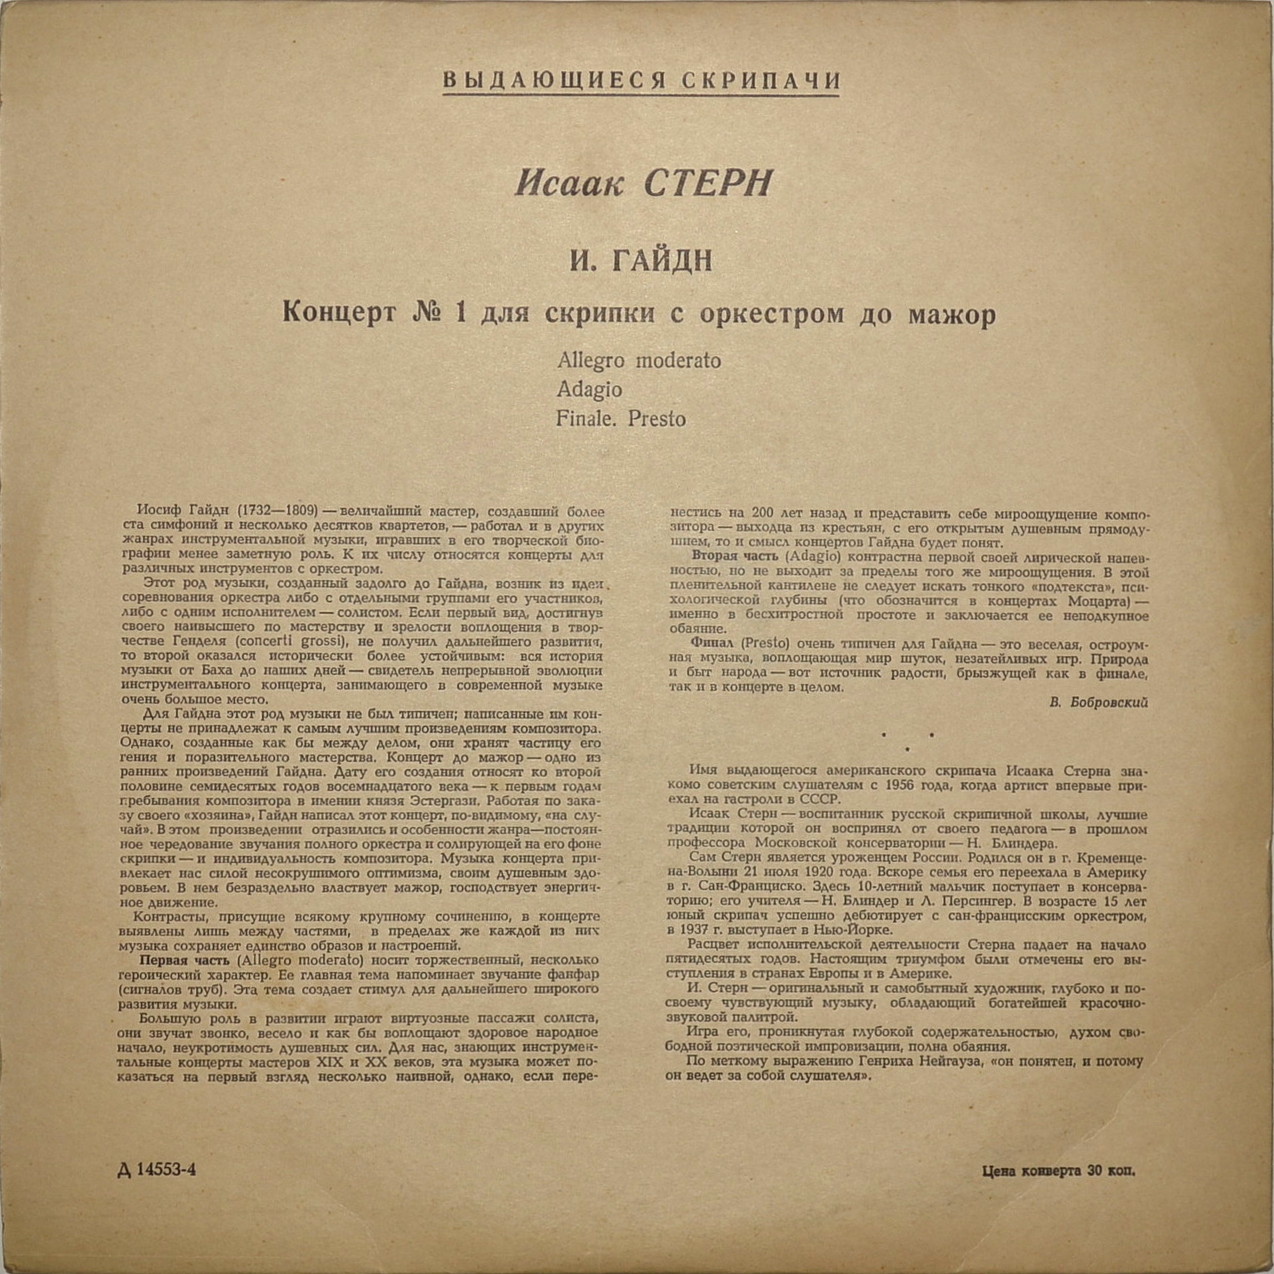 ВЫДАЮЩИЕСЯ СКРИПАЧИ
Исаак СТЕРН
И. ГАЙДН
Концерт № 1 для скрипки с оркестром до мажор
Allegro moderato
Adagio
Finale. Presto
Иосиф Гайдн (1732—1809) — величайший мастер, создавший более
ста симфоний и несколько десятков квартетов, — работал и в других
жанрах инструментальной музыки, игравших в его творческой био-
графии менее заметную роль. К их числу относятся концерты для
различных инструментов с оркестром.
Этот род музыки, созданный задолго до Гайдна, возник из идеи
соревнования оркестра либо с отдельными группами его участников,
либо с одним исполнителем — солистом. Если первый вид, достигнув
своего наивысшего по мастерству и зрелости воплощения в твор-
честве Генделя (concerti grossi), не получил дальнейшего развития,
то второй оказался исторически более устойчивым: вся история
музыки от Баха до наших дней — свидетель непрерывной эволюции
инструментального концерта, занимающего в современной музыке
очень большое место.
Для Гайдна этот род музыки не был типичен; написанные им кон-
церты не принадлежат к самым лучшим произведениям композитора.
Однако, созданные как бы между делом, они хранят частицу его
гения и поразительного мастерства. Концерт до мажор — одно из
ранних произведений Гайдна. Дату его создания относят ко второй
половине семидесятых годов восемнадцатого века — к первым годам
пребывания композитора в имении князя Эстергази. Работая по зака-
зу своего «хозяина», Гайдн написал этот концерт, по-видимому, «на слу-
чай». В этом произведении отразились и особенности жанра—постоян-
ное чередование звучания полного оркестра и солирующей на его фоне
скрипки — и индивидуальность композитора. Музыка концерта при-
влекает нас силой несокрушимого оптимизма, своим душевным здо-
ровьем. В нем безраздельно властвует мажор, господствует энергич-
ное движение.
Контрасты, присущие всякому крупному сочинению, в концерте
выявлены лишь между частями, в пределах же каждой из них
музыка сохраняет единство образов и настроений.
Первая часть (Allegro moderato) носит торжественный, несколько
героический характер. Ее главная тема напоминает звучание фанфар
(сигналов труб). Эта тема создает стимул для дальнейшего широкого
развития музыки.
Большую роль в развитии играют виртуозные пассажи солиста,
они звучат звонко, весело и как бы воплощают здоровое народное
начало, неукротимость душевных сил. Для нас, знающих инструмен-
тальные концерты мастеров XIX и XX веков, эта музыка может по-
казаться на первый взгляд несколько наивной, однако, если пере-
нестись на 200 лет назад и представить себе мироощущение компо-
зитора — выходца из крестьян, с его открытым душевным прямоду-
шием, то и смысл концертов Гайдна будет понят.
Вторая часть (Adagio) контрастна первой своей лирической напев-
ностью, но не выходит за пределы того же мироощущения. В этой
пленительной кантилене не следует искать тонкого «подтекста», пси-
хологической глубины (что обозначится в концертах Моцарта) —
именно в бесхитростной простоте и заключается ее неподкупное
обаяние.
Финал (Presto) очень типичен для Гайдна — это веселая, остроум-
ная музыка, воплощающая мир шуток, незатейливых игр. Природа
и быт народа — вот источник радости, брызжущей как в финале,
так и в концерте в целом.
В. Бобровский
Имя выдающегося американского скрипача Исаака Стерна зна-
комо советским слушателям с 1956 года, когда артист впервые при-
ехал на гастроли в СССР.
Исаак Стерн — воспитанник русской скрипичной школы, лучшие
традиции которой он воспринял от своего педагога — в прошлом
профессора Московской консерватории — Н. Блиндера.
Сам Стерн является уроженцем России. Родился он в г. Кременце-
на-Волыни 21 июля 1920 года. Вскоре семья его переехала в Америку
в г. Сан-Франциско. Здесь 10-летний мальчик поступает в консерва-
торию; его учителя — Н. Блиндер и Л. Персингер. В возрасте 15 лет
юный скрипач успешно дебютирует с сан-францисским оркестром,
в 1937 г. выступает в Нью-Йорке.
Расцвет исполнительской деятельности Стерна падает на начало
пятидесятых годов. Настоящим триумфом были отмечены его вы-
ступления в странах Европы и в Америке.
И. Стерн — оригинальный и самобытный художник, глубоко и по-
своему чувствующий музыку, обладающий богатейшей красочно-
звуковой палитрой.
Игра его, проникнутая глубокой содержательностью, духом сво-
бодной поэтической импровизации, полна обаяния.
По меткому выражению Генриха Нейгауза, «он понятен, и потому
он ведет за собой слушателя».
Д 14553-4
Цена конверта 30 коп.